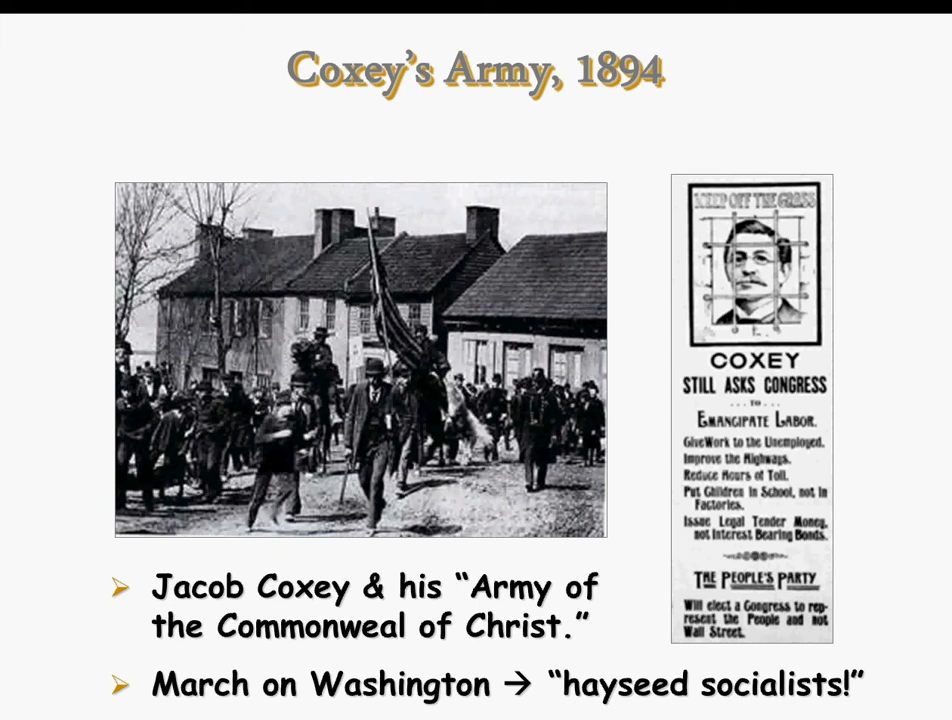 Coxey's Army, 1894
KEEP OFF THE GRASS
COXEY
STILL ASKS CONGRESS
...TO...
EMANCIPATE LABOR.
Give Work to the Unemployed.
Improve the Highways.
Reduce Hours of Toil.
Put Children in School, not in
Factories.
Issue Legal Tender Money,
not Interest Bearing Bonds.
THE PEOPLE'S PARTY
Will elect a Congress to rep-
resent the People and not
Wall Street.
➢ Jacob Coxey & his “Army of
the Commonweal of Christ.”
➢ March on Washington → “hayseed socialists!”